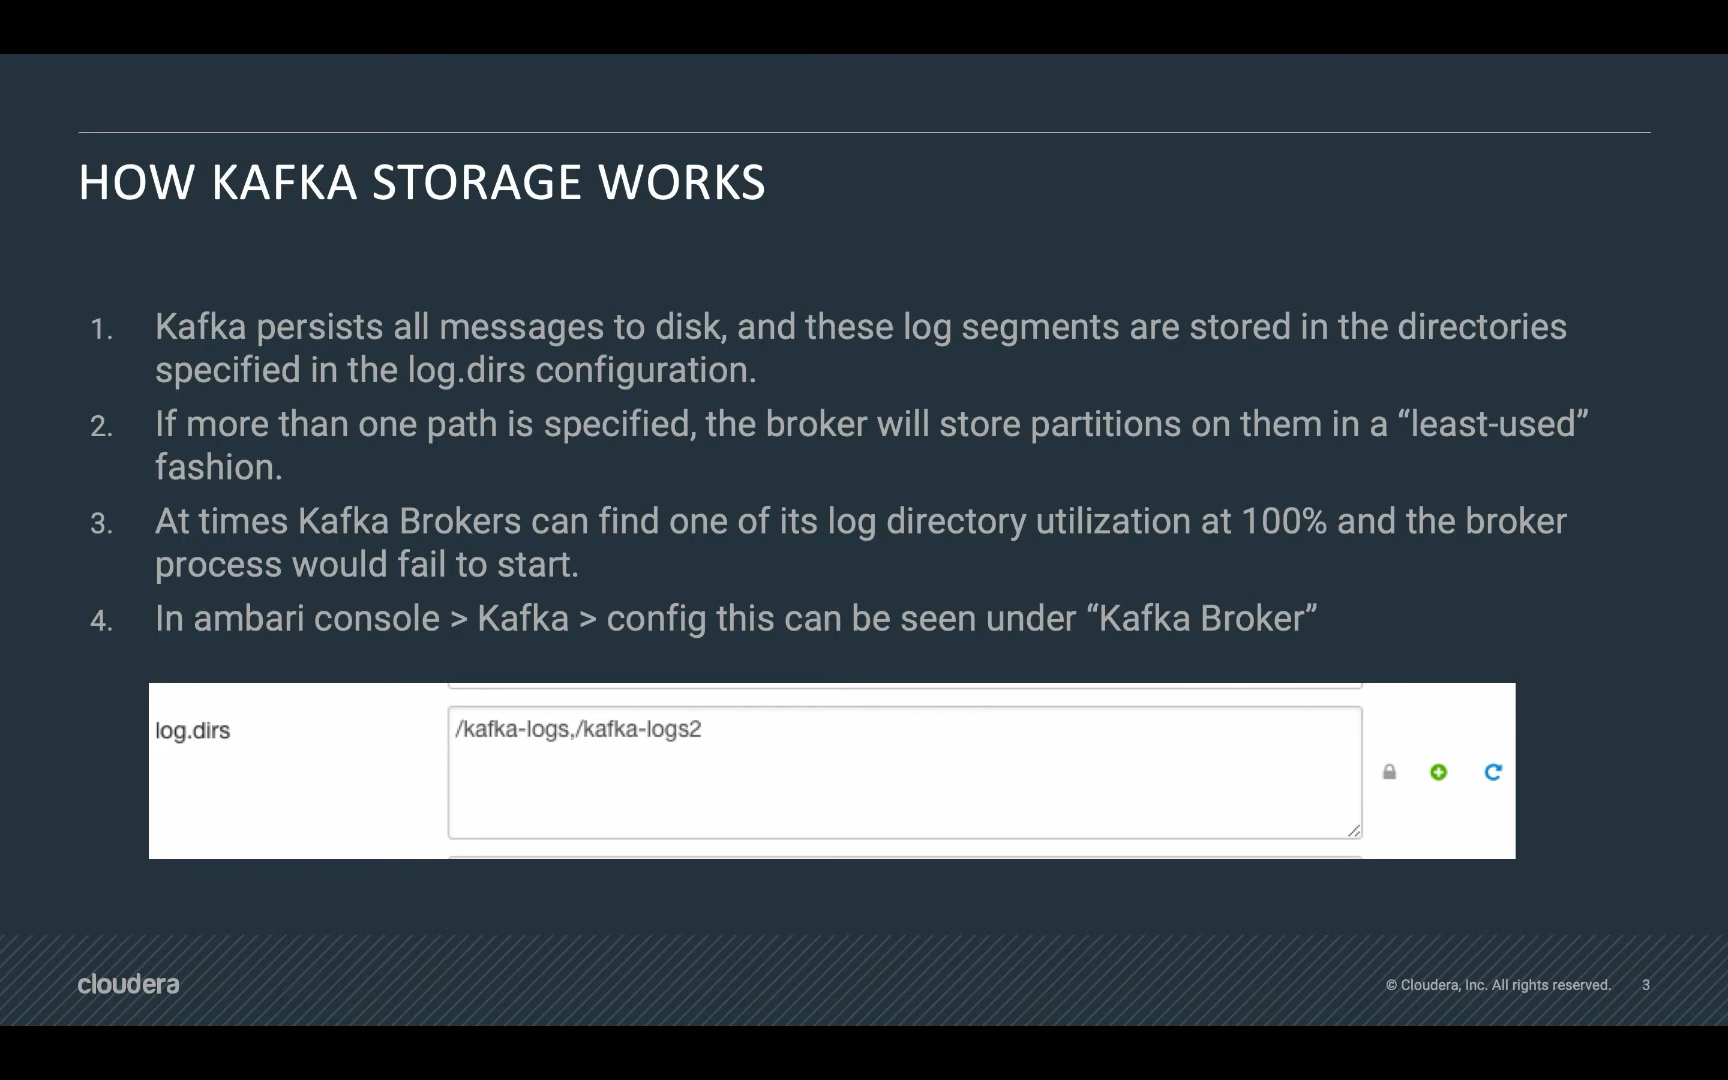 HOW KAFKA STORAGE WORKS
1. Kafka persists all messages to disk, and these log segments are stored in the directories
specified in the log.dirs configuration.
2. If more than one path is specified, the broker will store partitions on them in a “least-used”
fashion.
3. At times Kafka Brokers can find one of its log directory utilization at 100% and the broker
process would fail to start.
4. In ambari console > Kafka > config this can be seen under “Kafka Broker”
log.dirs /kafka-logs,/kafka-logs2
cloudera © Cloudera, Inc. All rights reserved. 3